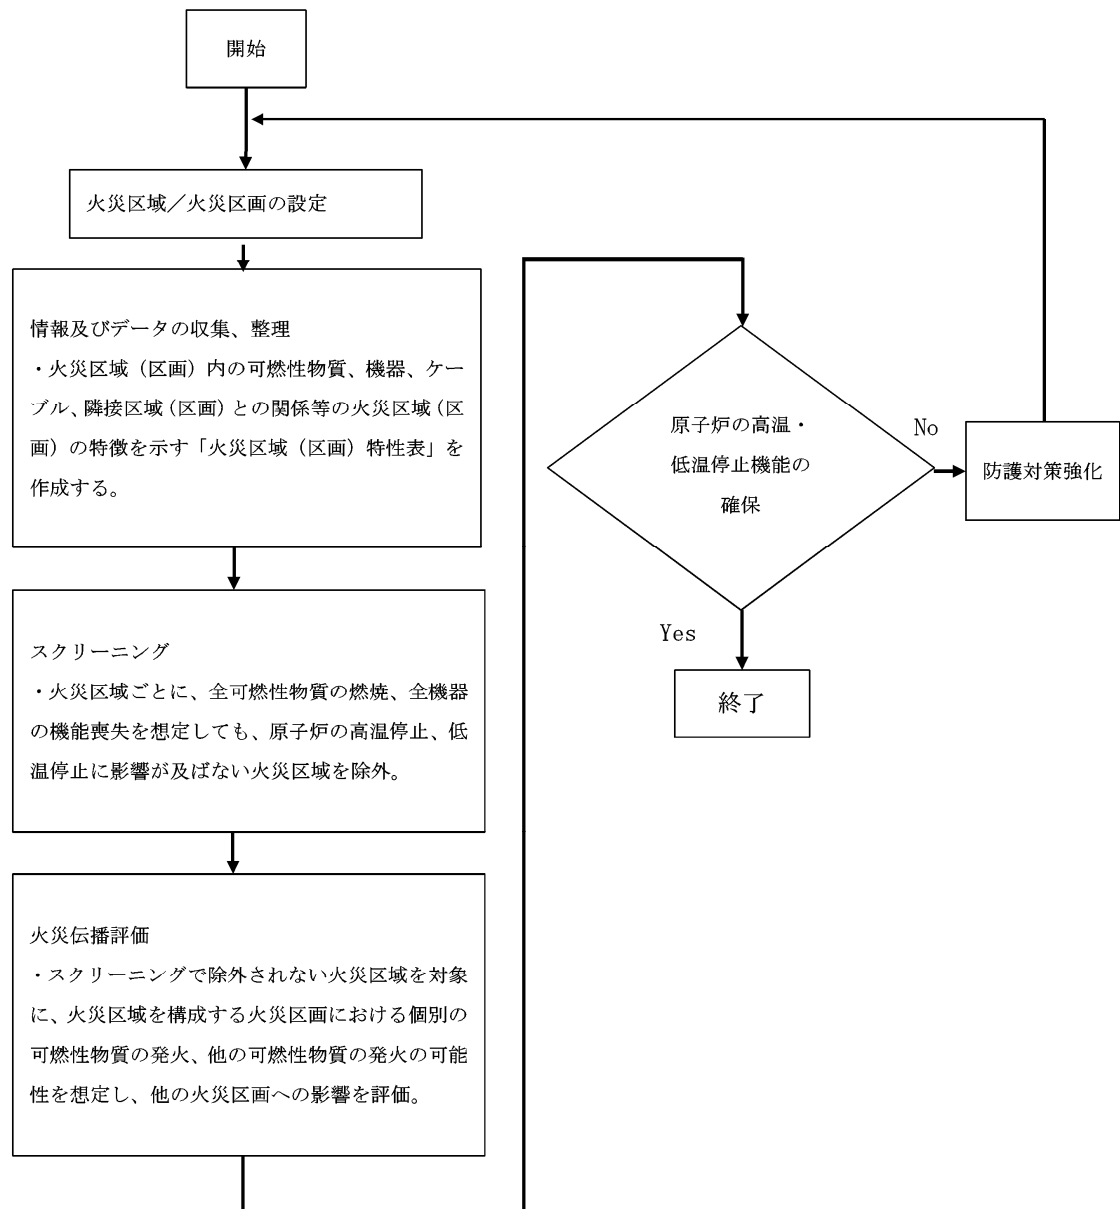 開始
火災区域／火災区画の設定
情報及びデータの収集、整理
・火災区域（区画）内の可燃性物質、機器、ケー
ブル、隣接区域（区画）との関係等の火災区域（区
画）の特徴を示す「火災区域（区画）特性表」を
作成する。
スクリーニング
・火災区域ごとに、全可燃性物質の燃焼、全機器
の機能喪失を想定しても、原子炉の高温停止、低
温停止に影響が及ばない火災区域を除外。
火災伝播評価
・スクリーニングで除外されない火災区域を対象
に、火災区域を構成する火災区画における個別の
可燃性物質の発火、他の可燃性物質の発火の可能
性を想定し、他の火災区画への影響を評価。
原子炉の高温・
低温停止機能の
確保
No
防護対策強化
Yes
終了